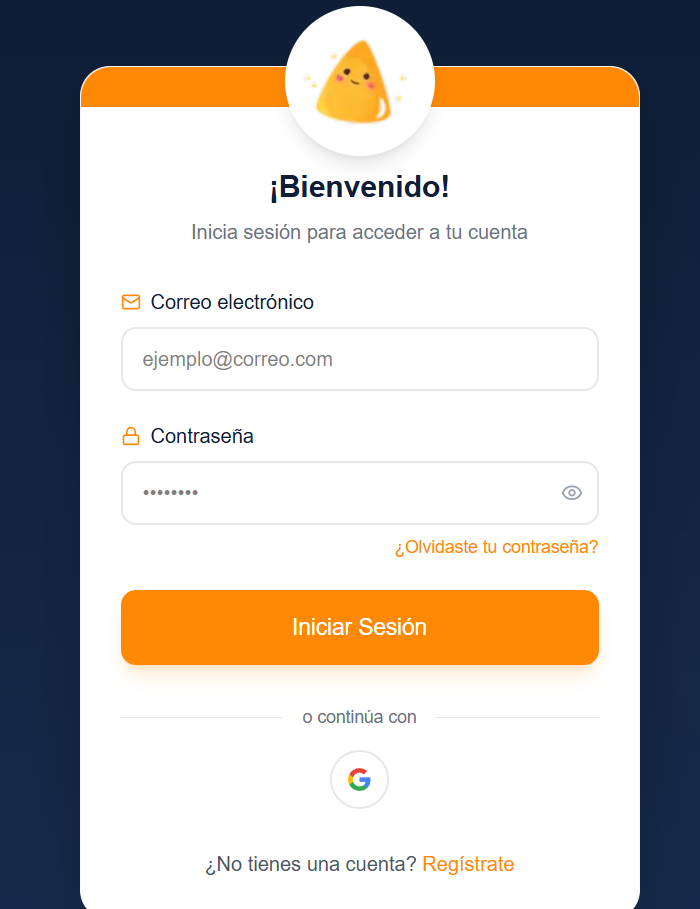 ¡Bienvenido!
Inicia sesión para acceder a tu cuenta
Correo electrónico
ejemplo@correo.com
Contraseña
••••••••
¿Olvidaste tu contraseña?
Iniciar Sesión
o continúa con
G
¿No tienes una cuenta? Regístrate